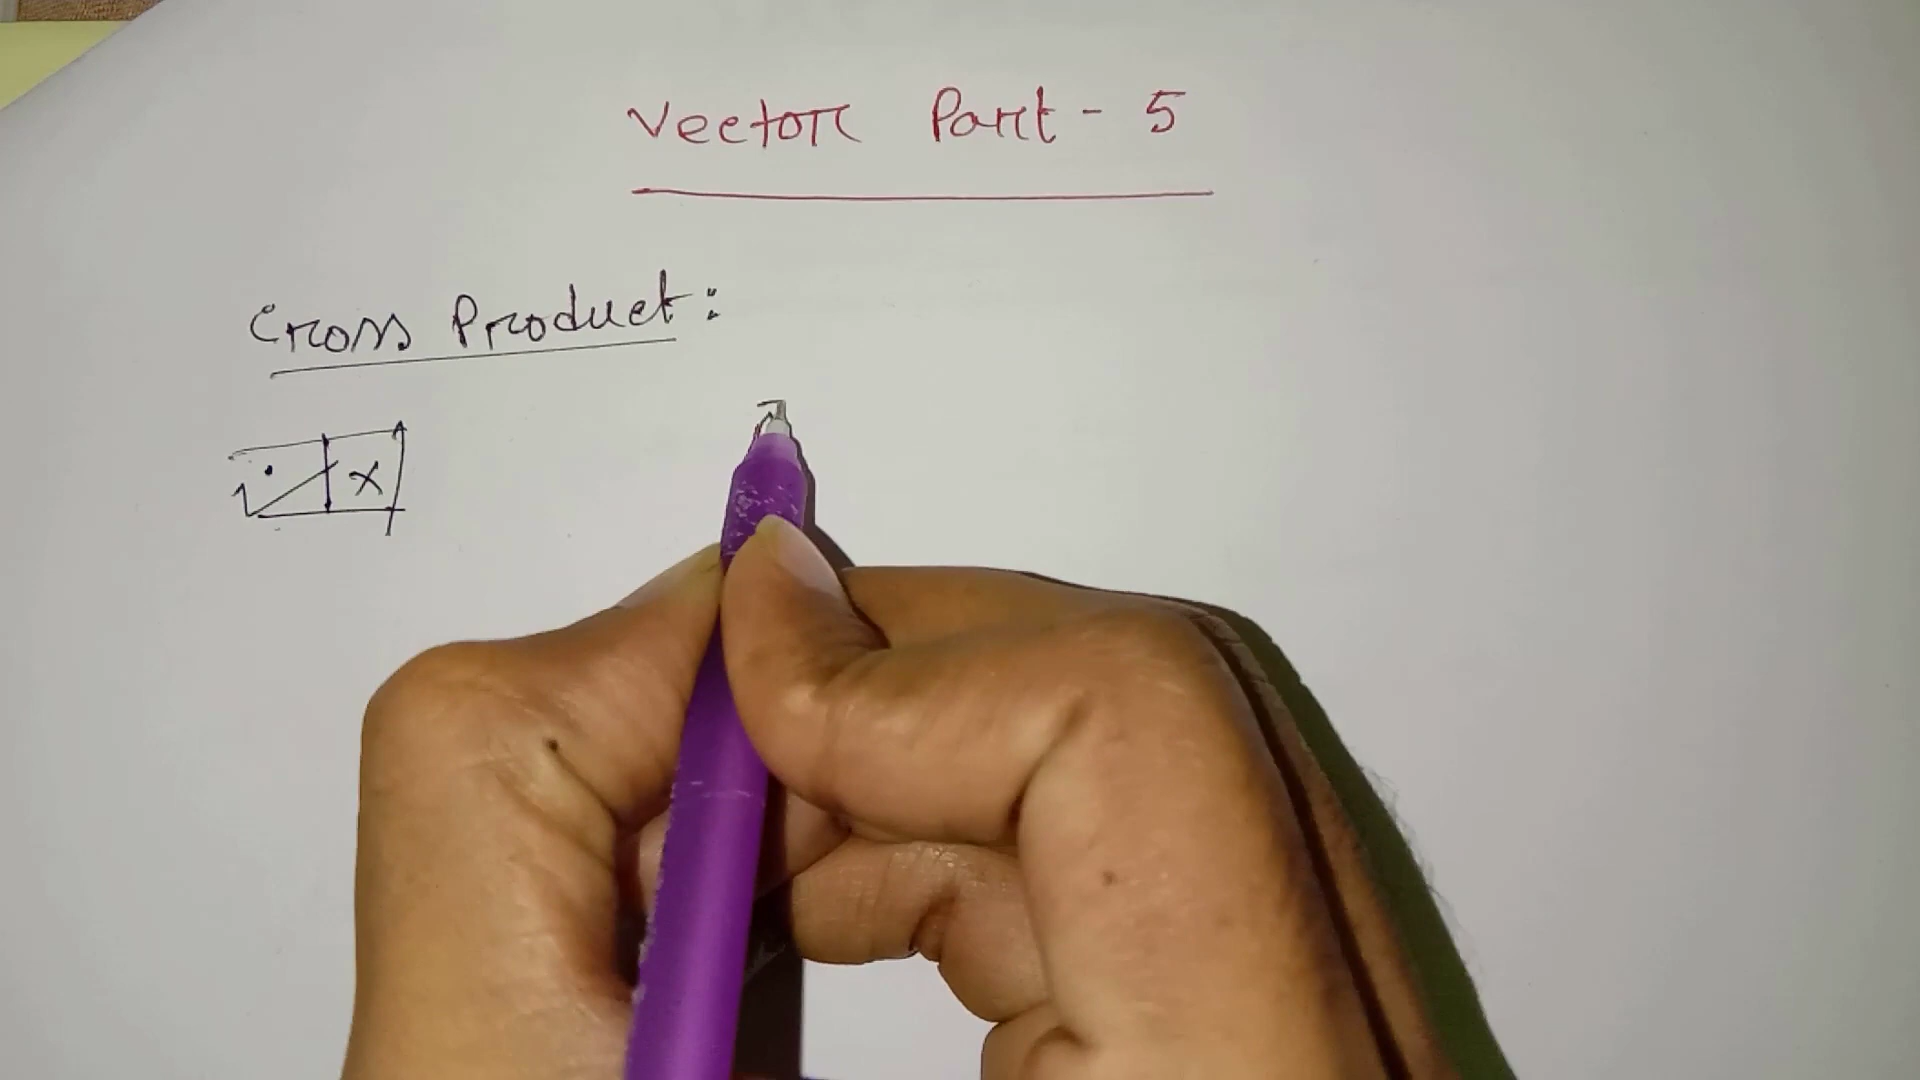 Vector Part - 5
Cross Product :
• X